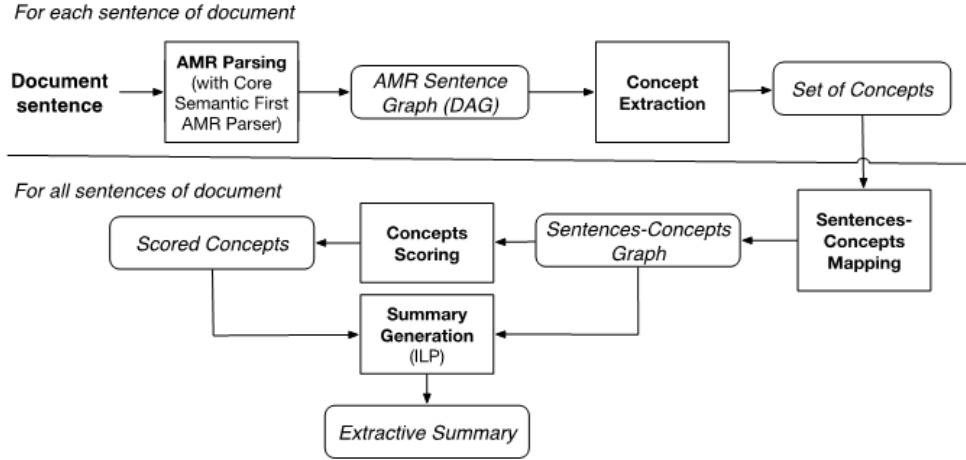 For each sentence of document
Document
sentence
AMR Parsing
(with Core
Semantic First
AMR Parser)
AMR Sentence
Graph (DAG)
Concept
Extraction
Set of Concepts
For all sentences of document
Scored Concepts
Concepts
Scoring
Sentences-Concepts
Graph
Sentences-
Concepts
Mapping
Summary
Generation
(ILP)
Extractive Summary